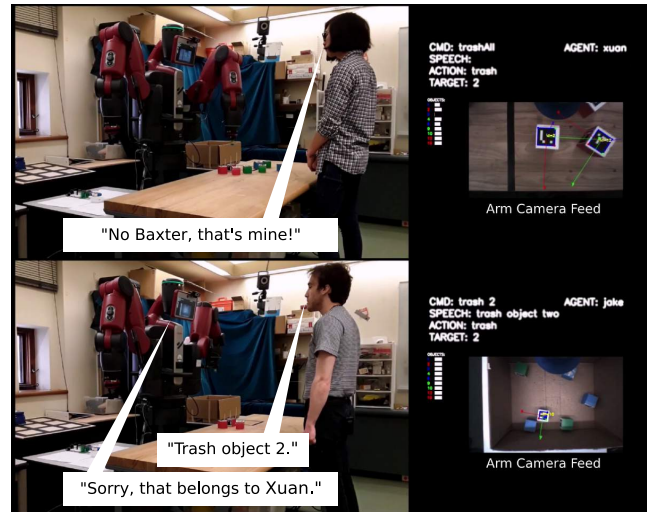 CMD: trashAll
AGENT: xuan
SPEECH:
ACTION: trash
TARGET: 2
OBJECTS:
Arm Camera Feed
"No Baxter, that's mine!"
CMD: trash 2
AGENT: jake
SPEECH: trash object two
ACTION: trash
TARGET: 2
OBJECTS:
Arm Camera Feed
"Trash object 2."
"Sorry, that belongs to Xuan."